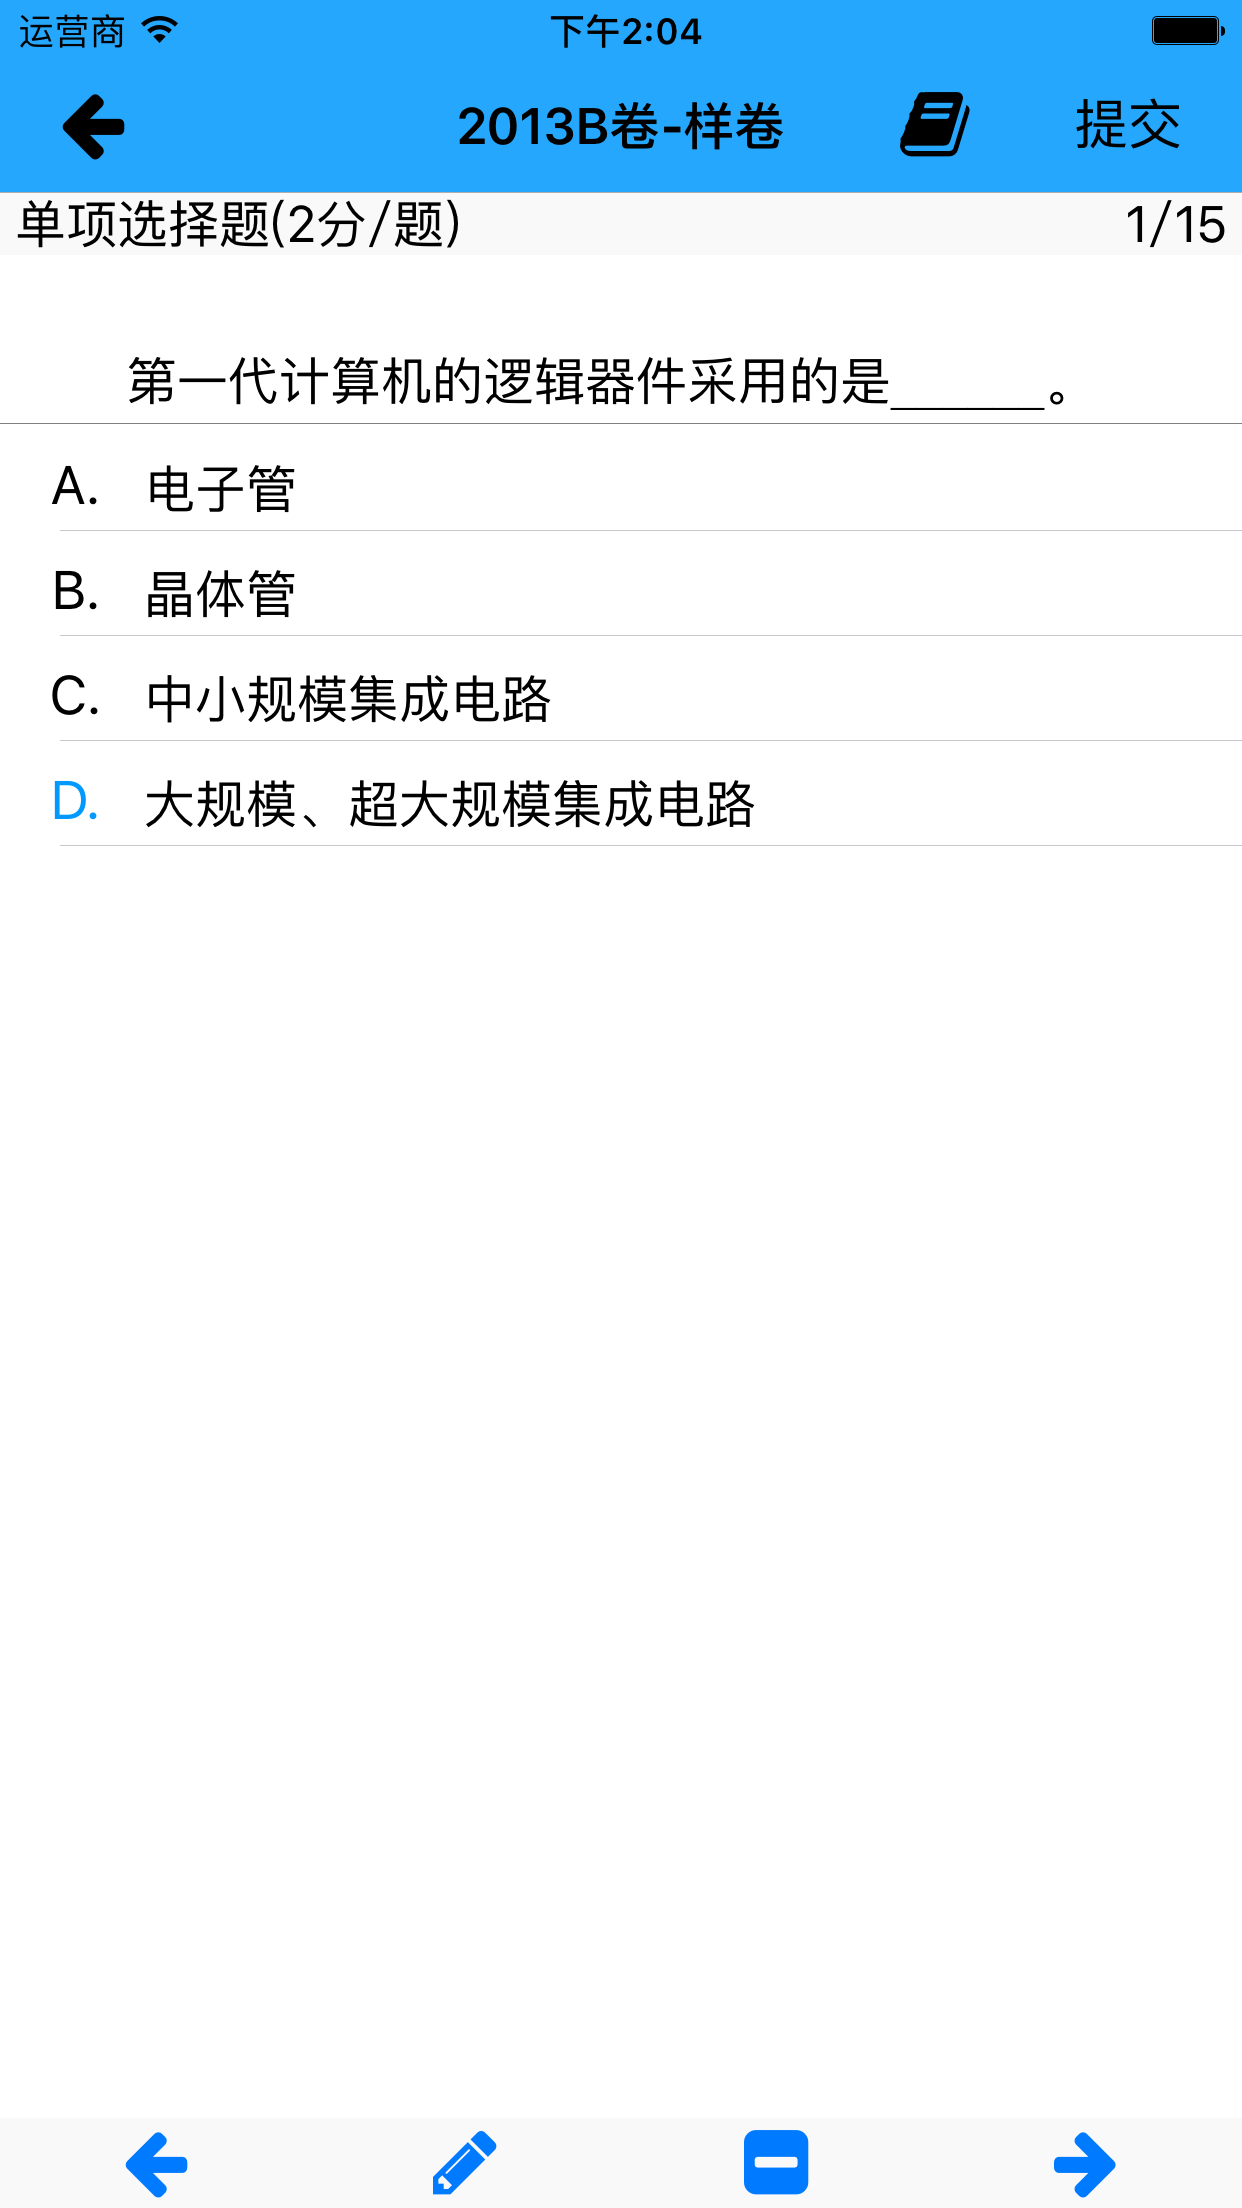 运营商 下午2:04
2013B卷-样卷 提交
单项选择题(2分/题) 1/15
第一代计算机的逻辑器件采用的是______。
A. 电子管
B. 晶体管
C. 中小规模集成电路
D. 大规模、超大规模集成电路